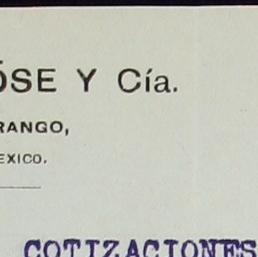 ÓSE Y Cía.
RANGO,
EXICO.
COTIZACIONES